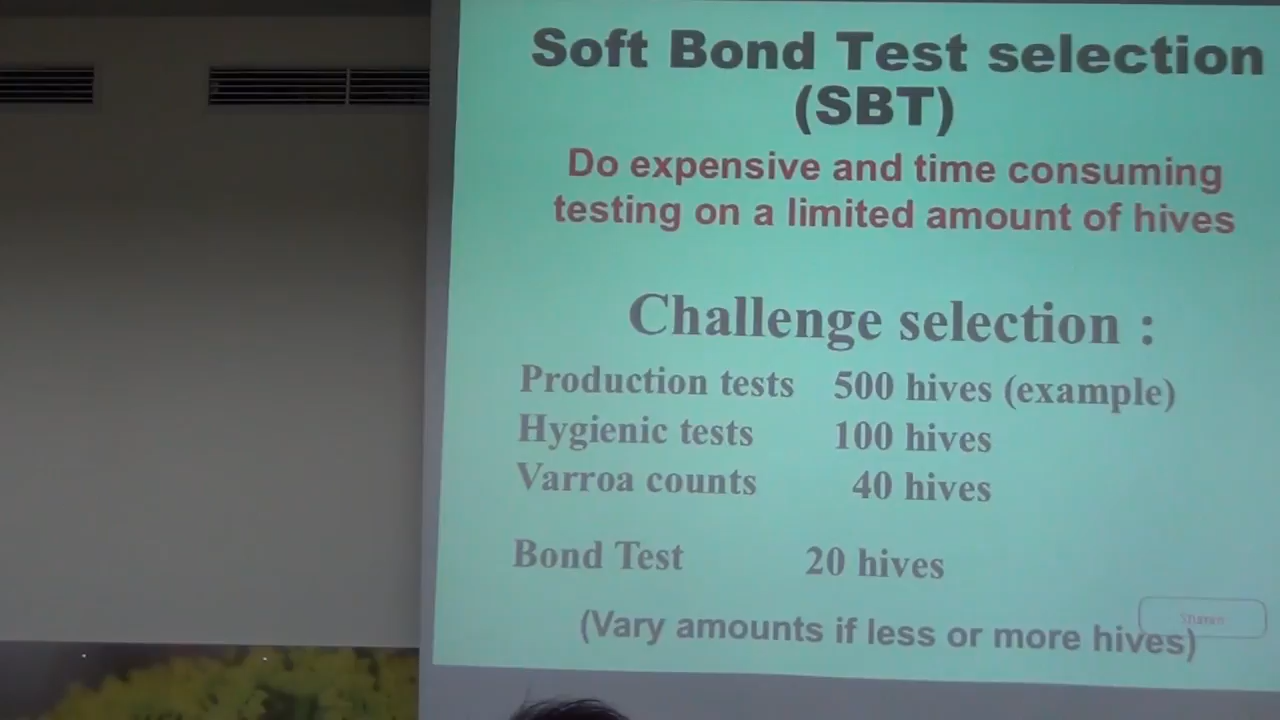 Soft Bond Test selection
(SBT)
Do expensive and time consuming
testing on a limited amount of hives
Challenge selection :
Production tests 500 hives (example)
Hygienic tests 100 hives
Varroa counts 40 hives
Bond Test 20 hives
(Vary amounts if less or more hives)